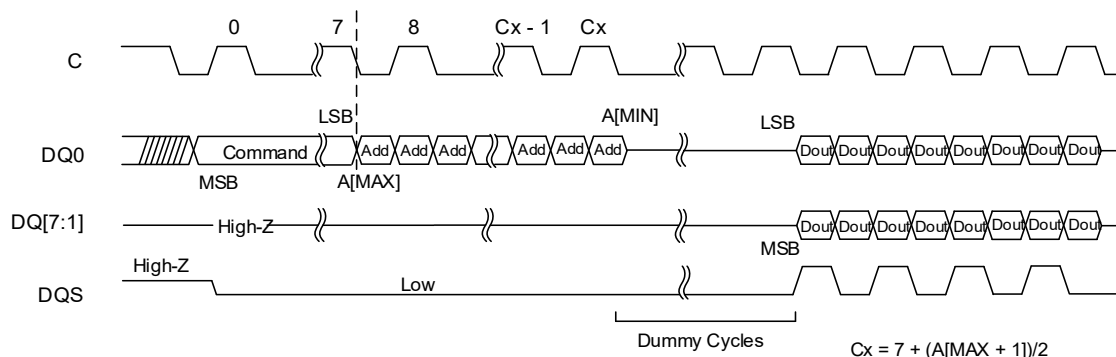 0 7 8 Cx - 1 Cx
C
LSB A[MIN] LSB
DQ0 Command Add Add Add Add Add Add Dout Dout Dout Dout Dout Dout Dout Dout
MSB A[MAX]
DQ[7:1] High-Z Dout Dout Dout Dout Dout Dout Dout Dout
MSB
High-Z
DQS Low
Dummy Cycles
Cx = 7 + (A[MAX + 1])/2